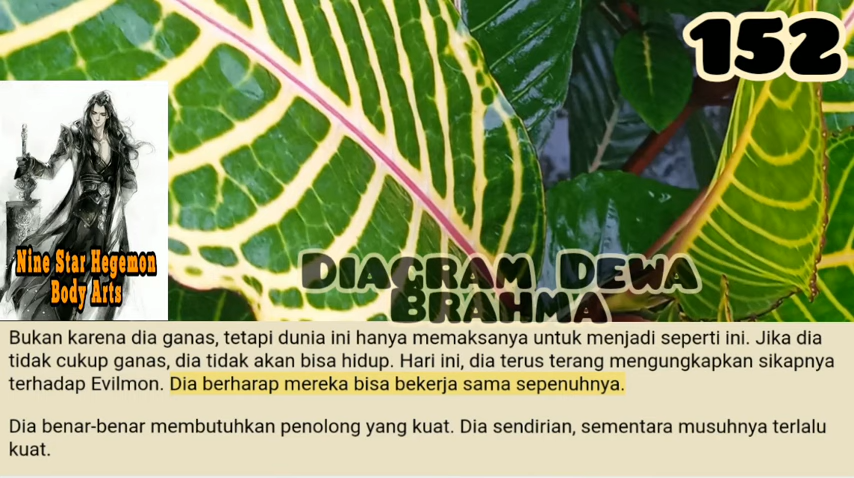 152
Nine Star Hegemon
Body Arts
Diagram Dewa
Brahma
Bukan karena dia ganas, tetapi dunia ini hanya memaksanya untuk menjadi seperti ini. Jika dia
tidak cukup ganas, dia tidak akan bisa hidup. Hari ini, dia terus terang mengungkapkan sikapnya
terhadap Evilmon. Dia berharap mereka bisa bekerja sama sepenuhnya.
Dia benar-benar membutuhkan penolong yang kuat. Dia sendirian, sementara musuhnya terlalu
kuat.